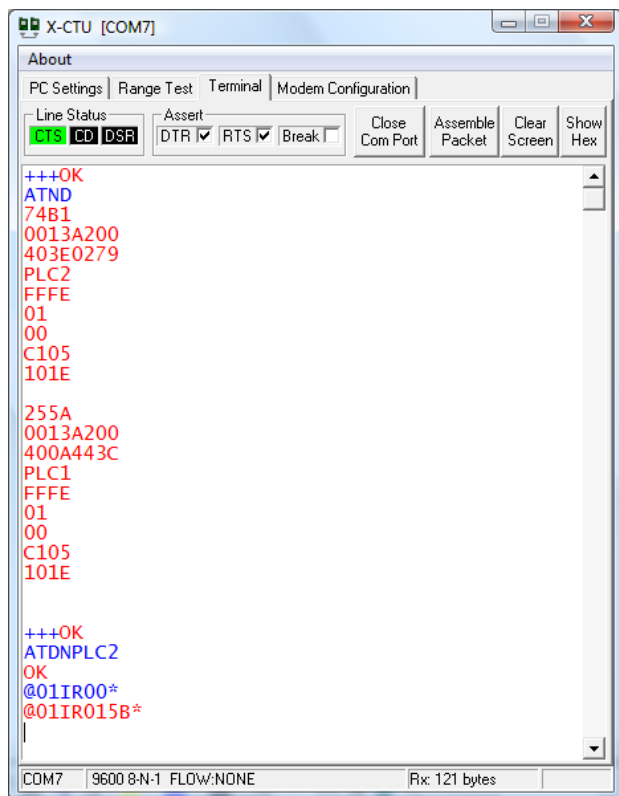 X-CTU [COM7]
About
PC Settings Range Test Terminal Modem Configuration
Line Status Assert
CTS CD DSR DTR RTS Break Close Com Port Assemble Packet Clear Screen Show Hex
+++OK
ATND
74B1
0013A200
403E0279
PLC2
FFFE
01
00
C105
101E
255A
0013A200
400A443C
PLC1
FFFE
01
00
C105
101E
+++OK
ATDNPLC2
OK
@01IR00*
@01IR015B*
COM7 9600 8-N-1 FLOW:NONE Rx: 121 bytes